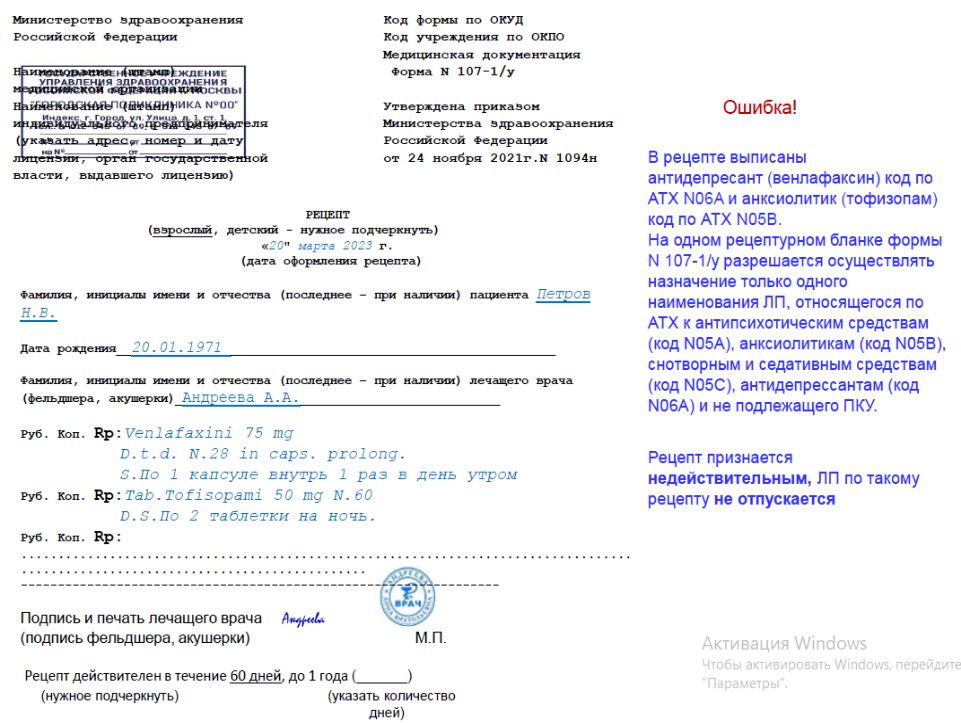 Министерство здравоохранения
Российской Федерации
Наименование (штамп)
медицинской организации
Наименование (штамп)
индивидуального предпринимателя
(указать адрес, номер и дату
лицензии, орган государственной
власти, выдавшего лицензию)
ГОСУДАРСТВЕННОЕ УЧРЕЖДЕНИЕ
УПРАВЛЕНИЯ ЗДРАВООХРАНЕНИЯ
МОСКВЫ
"ГОРОДСКАЯ ПОЛИКЛИНИКА №00"
Индекс, г. Город, ул. Улица, д. 1, ст. 1
№ от
на № от
Код формы по ОКУД
Код учреждения по ОКПО
Медицинская документация
Форма N 107-1/у
Утверждена приказом
Министерства здравоохранения
Российской Федерации
от 24 ноября 2021г.N 1094н
РЕЦЕПТ
(взрослый, детский - нужное подчеркнуть)
«20" марта 2023 г.
(дата оформления рецепта)
Фамилия, инициалы имени и отчества (последнее – при наличии) пациента Петров
Н.В.
Дата рождения 20.01.1971
Фамилия, инициалы имени и отчества (последнее – при наличии) лечащего врача
(фельдшера, акушерки) Андреева А.А.
Руб. Коп. Rp:Venlafaxini 75 mg
D.t.d. N.28 in caps. prolong.
S.По 1 капсуле внутрь 1 раз в день утром
Руб. Коп. Rp:Tab.Tofisopami 50 mg N.60
D.S.По 2 таблетки на ночь.
Руб. Коп. Rp:
АНДРЕЕВА
ВРАЧ
Подпись и печать лечащего врача Андреева
(подпись фельдшера, акушерки) М.П.
Рецепт действителен в течение 60 дней, до 1 года (_______)
(нужное подчеркнуть) (указать количество
дней)
Ошибка!
В рецепте выписаны
антидепресант (венлафаксин) код по
АТХ N06A и анксиолитик (тофизопам)
код по АТХ N05B.
На одном рецептурном бланке формы
N 107-1/у разрешается осуществлять
назначение только одного
наименования ЛП, относящегося по
АТХ к антипсихотическим средствам
(код N05A), анксиолитикам (код N05B),
снотворным и седативным средствам
(код N05C), антидепрессантам (код
N06A) и не подлежащего ПКУ.
Рецепт признается
недействительным, ЛП по такому
рецепту не отпускается
Активация Windows
Чтобы активировать Windows, перейдите
"Параметры".